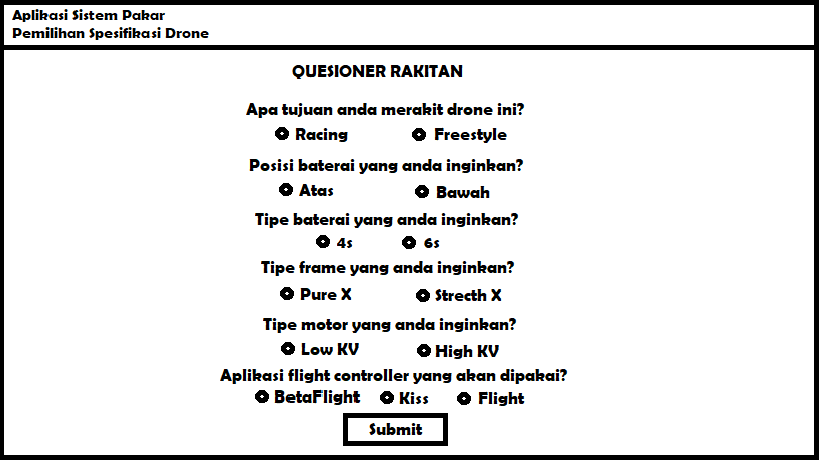 Aplikasi Sistem Pakar
Pemilihan Spesifikasi Drone
QUESIONER RAKITAN
Apa tujuan anda merakit drone ini?
Racing Freestyle
Posisi baterai yang anda inginkan?
Atas Bawah
Tipe baterai yang anda inginkan?
4s 6s
Tipe frame yang anda inginkan?
Pure X Strecth X
Tipe motor yang anda inginkan?
Low KV High KV
Aplikasi flight controller yang akan dipakai?
BetaFlight Kiss Flight
Submit